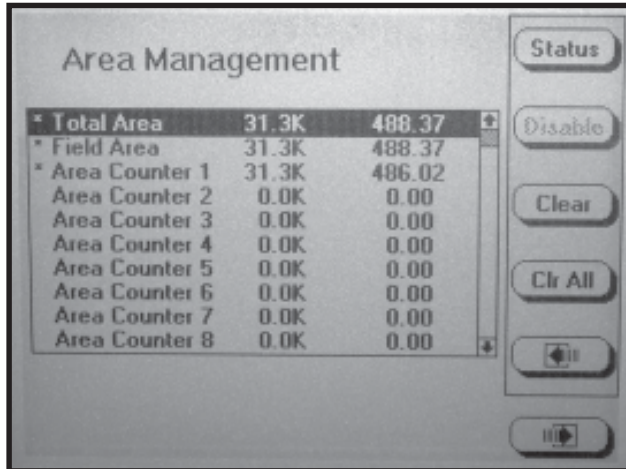 Area Management
* Total Area 31.3K 488.37
* Field Area 31.3K 488.37
* Area Counter 1 31.3K 486.02
Area Counter 2 0.0K 0.00
Area Counter 3 0.0K 0.00
Area Counter 4 0.0K 0.00
Area Counter 5 0.0K 0.00
Area Counter 6 0.0K 0.00
Area Counter 7 0.0K 0.00
Area Counter 8 0.0K 0.00
Status
Disable
Clear
Clr All